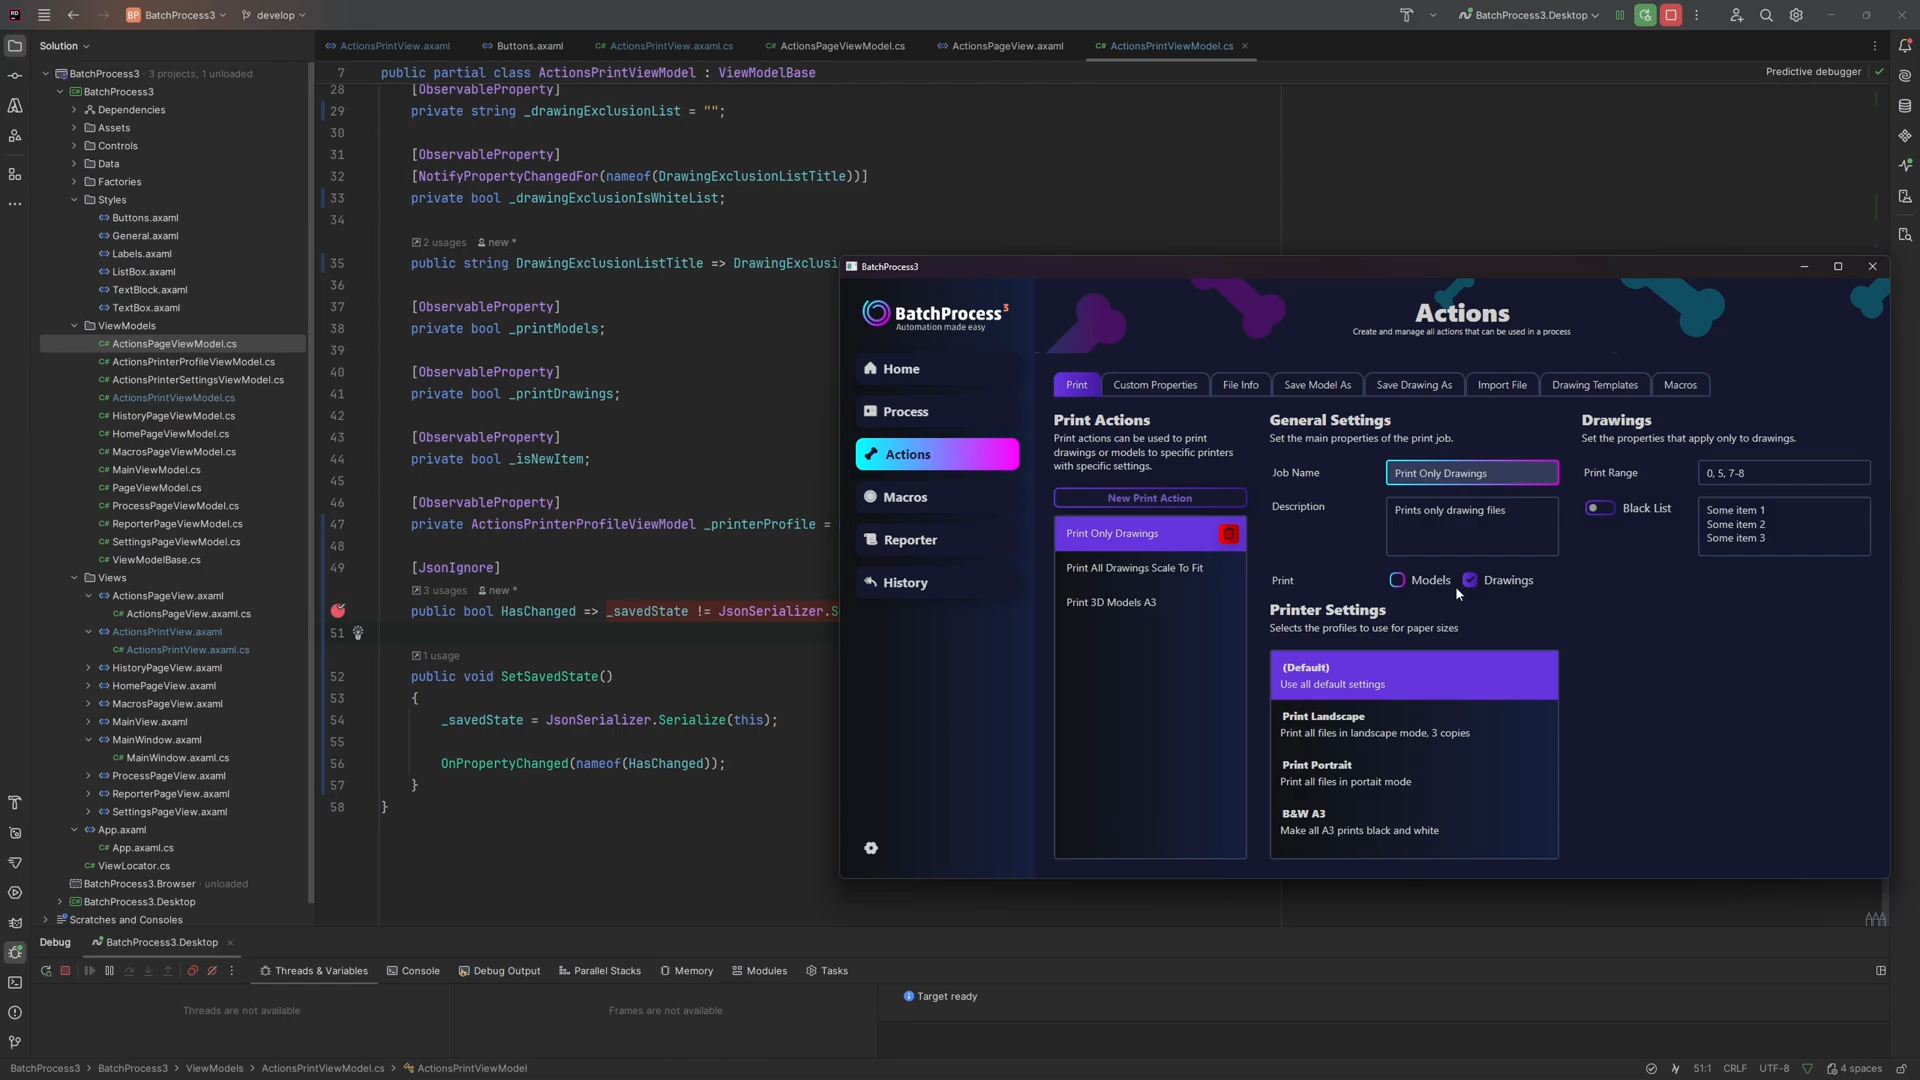 BP BatchProcess3
develop
BatchProcess3.Desktop
Solution
ActionsPrintView.axaml
Buttons.axaml
ActionsPrintView.axaml.cs
ActionsPageViewModel.cs
ActionsPageView.axaml
ActionsPrintViewModel.cs
BatchProcess3 · 3 projects, 1 unloaded
BatchProcess3
Dependencies
Assets
Controls
Data
Factories
Styles
Buttons.axaml
General.axaml
Labels.axaml
ListBox.axaml
TextBlock.axaml
TextBox.axaml
ViewModels
ActionsPageViewModel.cs
ActionsPrinterProfileViewModel.cs
ActionsPrinterSettingsViewModel.cs
ActionsPrintViewModel.cs
HistoryPageViewModel.cs
HomePageViewModel.cs
MacrosPageViewModel.cs
MainViewModel.cs
PageViewModel.cs
ProcessPageViewModel.cs
ReporterPageViewModel.cs
SettingsPageViewModel.cs
ViewModelBase.cs
Views
ActionsPageView.axaml
ActionsPageView.axaml.cs
ActionsPrintView.axaml
ActionsPrintView.axaml.cs
HistoryPageView.axaml
HomePageView.axaml
MacrosPageView.axaml
MainView.axaml
MainWindow.axaml
MainWindow.axaml.cs
ProcessPageView.axaml
ReporterPageView.axaml
SettingsPageView.axaml
App.axaml
App.axaml.cs
ViewLocator.cs
BatchProcess3.Browser · unloaded
BatchProcess3.Desktop
Scratches and Consoles
7 public partial class ActionsPrintViewModel : ViewModelBase
Predictive debugger
28 [ObservableProperty]
29 private string _drawingExclusionList = "";
30
31 [ObservableProperty]
32 [NotifyPropertyChangedFor(nameof(DrawingExclusionListTitle))]
33 private bool _drawingExclusionIsWhiteList;
34
2 usages new *
35 public string DrawingExclusionListTitle => DrawingExclusi
36
37 [ObservableProperty]
38 private bool _printModels;
39
40 [ObservableProperty]
41 private bool _printDrawings;
42
43 [ObservableProperty]
44 private bool _isNewItem;
45
46 [ObservableProperty]
47 private ActionsPrinterProfileViewModel _printerProfile =
48
49 [JsonIgnore]
3 usages new *
public bool HasChanged => _savedState != JsonSerializer.S
51
1 usage
52 public void SetSavedState()
53 {
54 _savedState = JsonSerializer.Serialize(this);
55
56 OnPropertyChanged(nameof(HasChanged));
57 }
58 }
BatchProcess3
BatchProcess3
Automation made easy
Home
Process
Actions
Macros
Reporter
History
Actions
Create and manage all actions that can be used in a process
Print
Custom Properties
File Info
Save Model As
Save Drawing As
Import File
Drawing Templates
Macros
Print Actions
Print actions can be used to print
drawings or models to specific printers
with specific settings.
New Print Action
Print Only Drawings
Print All Drawings Scale To Fit
Print 3D Models A3
General Settings
Set the main properties of the print job.
Job Name
Print Only Drawings
Description
Prints only drawing files
Print
Models
Drawings
Printer Settings
Selects the profiles to use for paper sizes
(Default)
Use all default settings
Print Landscape
Print all files in landscape mode, 3 copies
Print Portrait
Print all files in portait mode
B&W A3
Make all A3 prints black and white
Drawings
Set the properties that apply only to drawings.
Print Range
0, 5, 7-8
Black List
Some item 1
Some item 2
Some item 3
Debug
BatchProcess3.Desktop
Threads & Variables
Console
Debug Output
Parallel Stacks
Memory
Modules
Tasks
Threads are not available
Frames are not available
Target ready
BatchProcess3 > BatchProcess3 > ViewModels > ActionsPrintViewModel.cs > ActionsPrintViewModel
51:1
CRLF
UTF-8
4 spaces